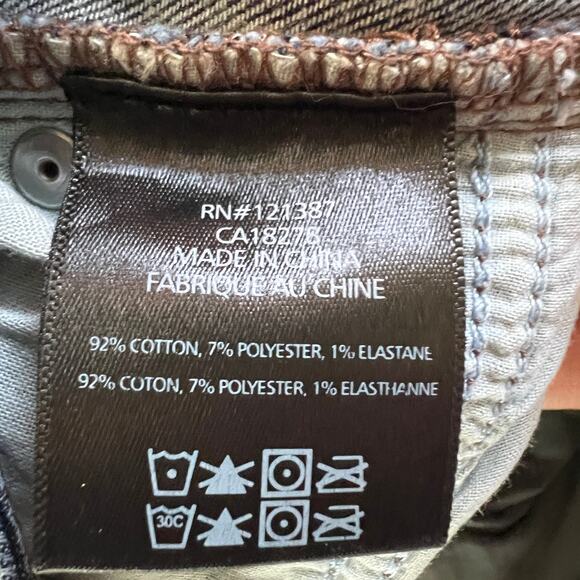 RN#121387
CA18275
MADE IN CHINA
FABRIQUE AU CHINE
92% COTTON, 7% POLYESTER, 1% ELASTANE
92% COTON, 7% POLYESTER, 1% ELASTHANNE
30C